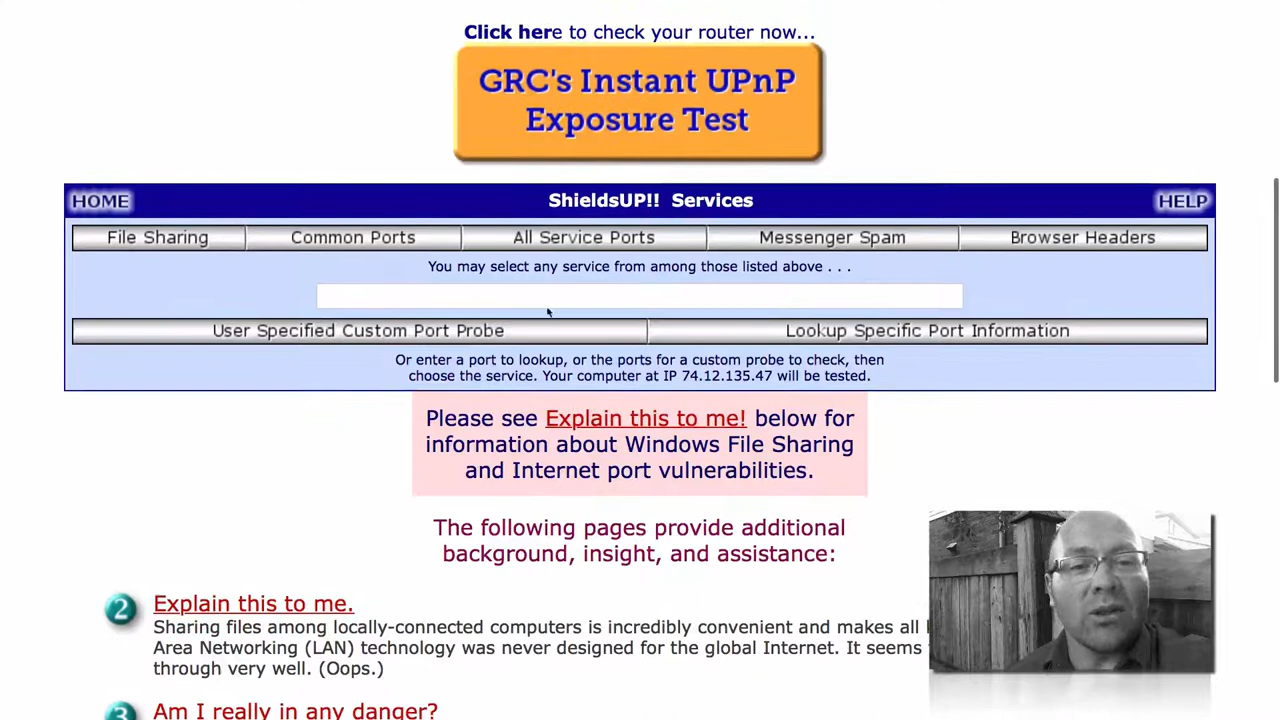 Click here to check your router now...
GRC's Instant UPnP
Exposure Test
HOME
ShieldsUP!! Services
HELP
File Sharing
Common Ports
All Service Ports
Messenger Spam
Browser Headers
You may select any service from among those listed above . . .
User Specified Custom Port Probe
Lookup Specific Port Information
Or enter a port to lookup, or the ports for a custom probe to check, then
choose the service. Your computer at IP 74.12.135.47 will be tested.
Please see Explain this to me! below for
information about Windows File Sharing
and Internet port vulnerabilities.
The following pages provide additional
background, insight, and assistance:
2
Explain this to me.
Sharing files among locally-connected computers is incredibly convenient and makes all
Area Networking (LAN) technology was never designed for the global Internet. It seems
through very well. (Oops.)
3
Am I really in any danger?